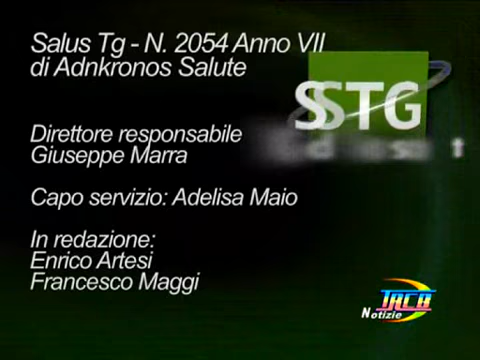 Salus Tg - N. 2054 Anno VII
di Adnkronos Salute
SSTG
Direttore responsabile
Giuseppe Marra
Capo servizio: Adelisa Maio
In redazione:
Enrico Artesi
Francesco Maggi
Notizie